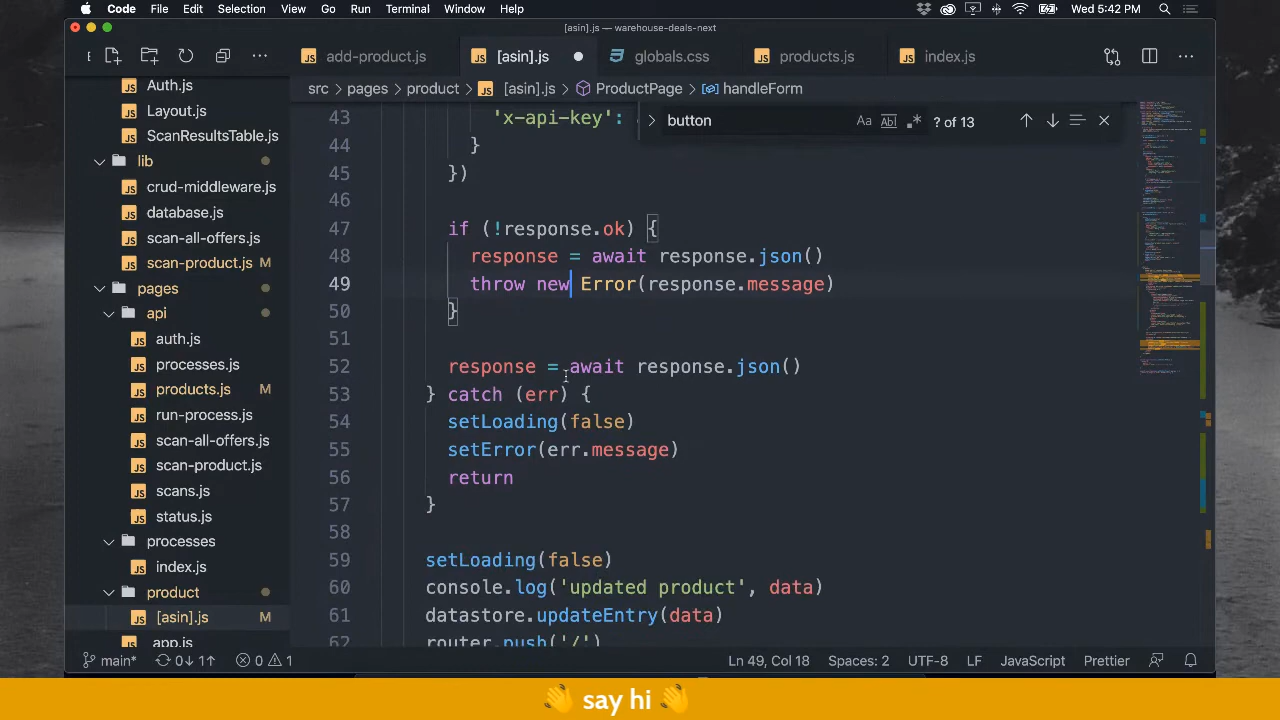 Code File Edit Selection View Go Run Terminal Window Help Wed 5:42 PM
[asin].js — warehouse-deals-next
add-product.js [asin].js globals.css products.js index.js
src › pages › product › [asin].js › ProductPage › handleForm
button Aa Ab .* ? of 13
Auth.js
Layout.js
ScanResultsTable.js
lib
crud-middleware.js
database.js
scan-all-offers.js
scan-product.js M
pages
api
auth.js
processes.js
products.js M
run-process.js
scan-all-offers.js
scan-product.js M
scans.js
status.js
processes
index.js
product
[asin].js M
app.js
43 'x-api-key':
44 }
45 })
46
47 if (!response.ok) {
48 response = await response.json()
49 throw new Error(response.message)
50 }
51
52 response = await response.json()
53 } catch (err) {
54 setLoading(false)
55 setError(err.message)
56 return
57 }
58
59 setLoading(false)
60 console.log('updated product', data)
61 datastore.updateEntry(data)
62 router.push('/')
main* 0↓ 1↑ 0 1 Ln 49, Col 18 Spaces: 2 UTF-8 LF JavaScript Prettier
👋 say hi 👋